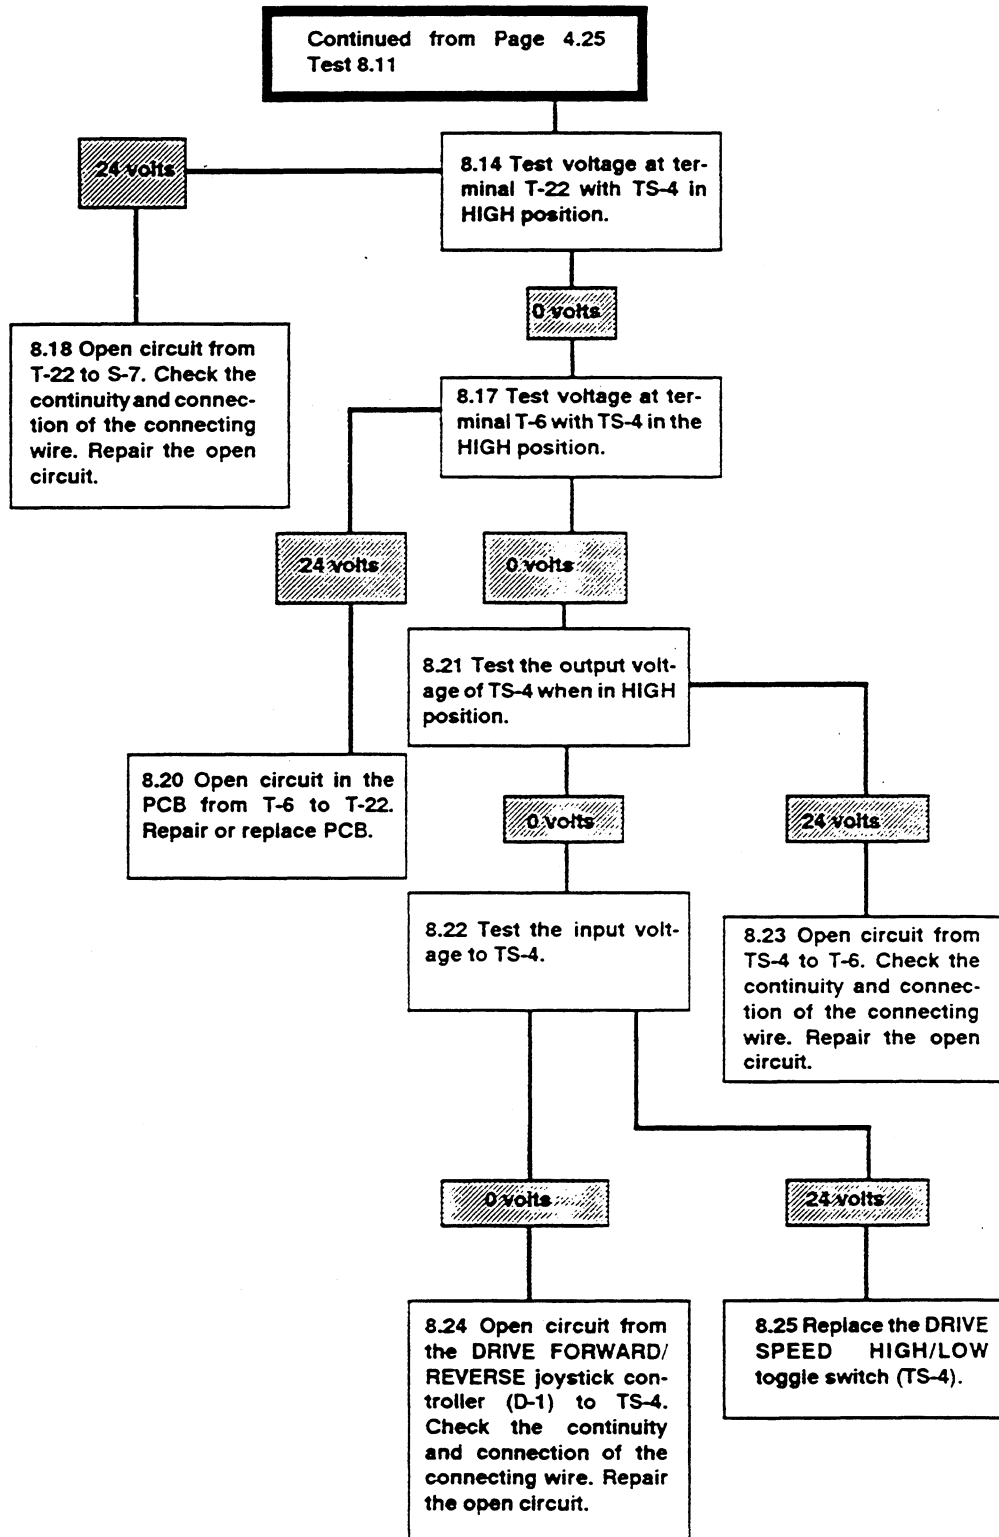 Continued from Page 4.25
Test 8.11
24 volts
8.14 Test voltage at ter-
minal T-22 with TS-4 in
HIGH position.
0 volts
8.18 Open circuit from
T-22 to S-7. Check the
continuity and connec-
tion of the connecting
wire. Repair the open
circuit.
8.17 Test voltage at ter-
minal T-6 with TS-4 in the
HIGH position.
24 volts
0 volts
8.21 Test the output volt-
age of TS-4 when in HIGH
position.
8.20 Open circuit in the
PCB from T-6 to T-22.
Repair or replace PCB.
0 volts
24 volts
8.22 Test the input volt-
age to TS-4.
8.23 Open circuit from
TS-4 to T-6. Check the
continuity and connec-
tion of the connecting
wire. Repair the open
circuit.
0 volts
24 volts
8.24 Open circuit from
the DRIVE FORWARD/
REVERSE joystick con-
troller (D-1) to TS-4.
Check the continuity
and connection of the
connecting wire. Repair
the open circuit.
8.25 Replace the DRIVE
SPEED HIGH/LOW
toggle switch (TS-4).